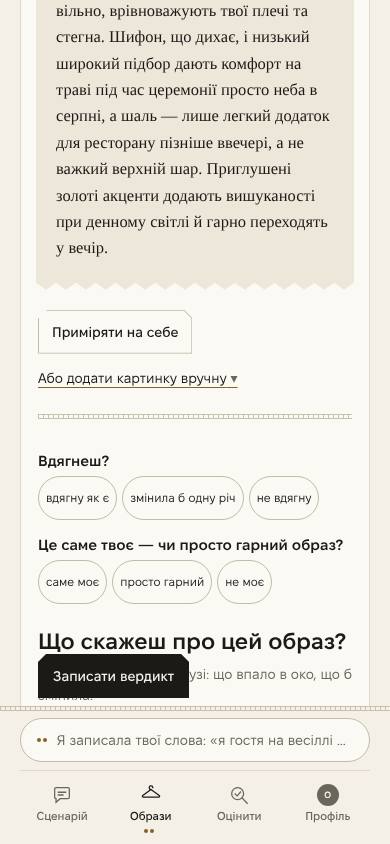 вільно, врівноважують твої плечі та
стегна. Шифон, що дихає, і низький
широкий підбор дають комфорт на
траві під час церемонії просто неба в
серпні, а шаль — лише легкий додаток
для ресторану пізніше ввечері, а не
важкий верхній шар. Приглушені
золоті акценти додають вишуканості
при денному світлі й гарно переходять
у вечір.
Приміряти на себе
Або додати картинку вручну ▾
Вдягнеш?
вдягну як є
змінила б одну річ
не вдягну
Це саме твоє — чи просто гарний образ?
саме моє
просто гарний
не моє
Що скажеш про цей образ?
узі: що впало в око, що б
Записати вердикт
Я записала твої слова: «я гостя на весіллі ...
Сценарій
Образи
Оцінити
О
Профіль